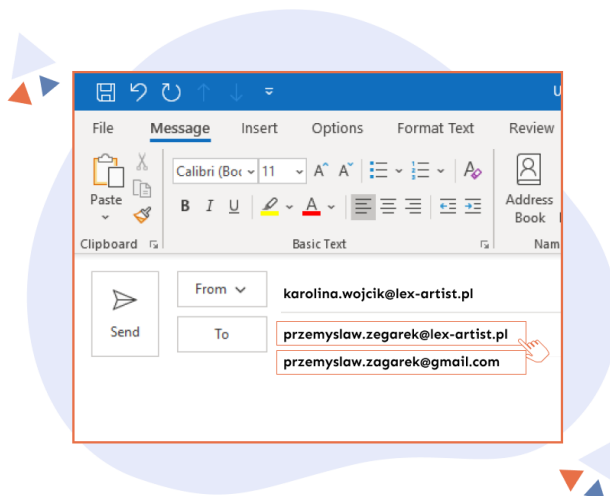 U
File Message Insert Options Format Text Review
Calibri (Boc 11 A A A
Paste B I U A Address
Book
Clipboard Basic Text Nam
From karolina.wojcik@lex-artist.pl
Send To przemyslaw.zegarek@lex-artist.pl
przemyslaw.zagarek@gmail.com